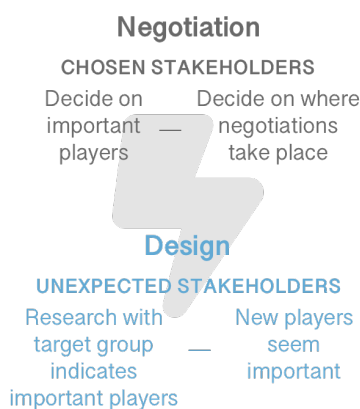 Negotiation
CHOSEN STAKEHOLDERS
Decide on
important
players
—
Decide on where
negotiations
take place
Design
UNEXPECTED STAKEHOLDERS
Research with
target group
indicates
important players
—
New players
seem
important